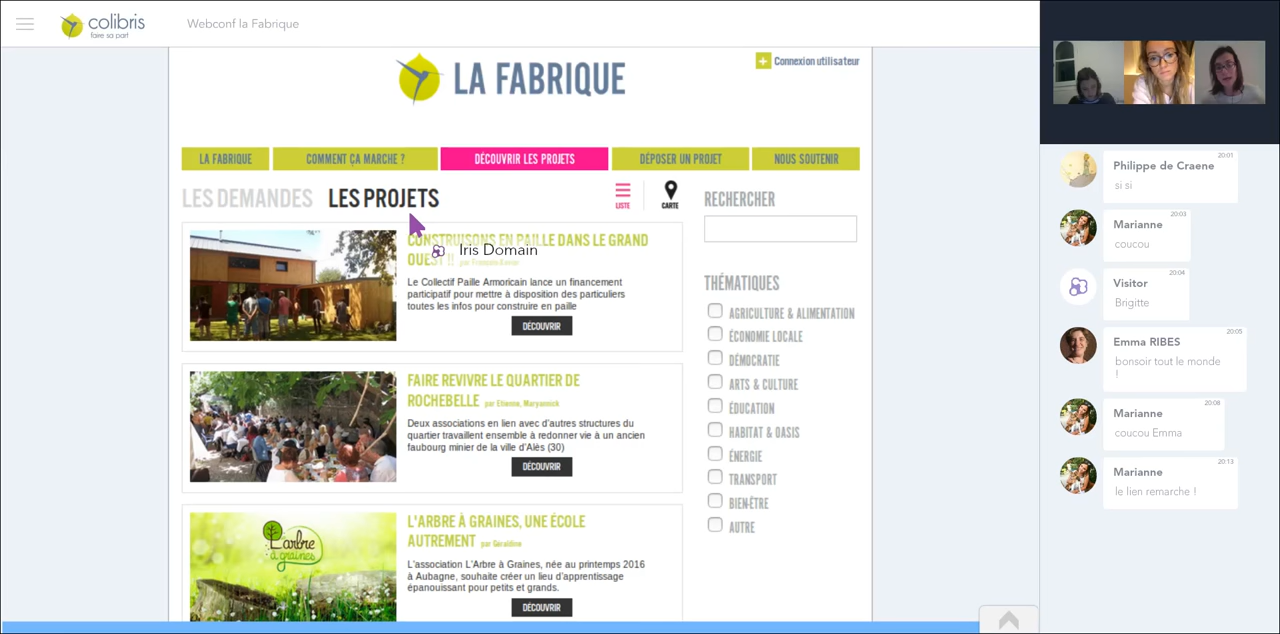 colibris
faire sa part
Webconf la Fabrique
LA FABRIQUE
Connexion utilisateur
LA FABRIQUE
COMMENT ÇA MARCHE ?
DÉCOUVRIR LES PROJETS
DÉPOSER UN PROJET
NOUS SOUTENIR
LES DEMANDES
LES PROJETS
LISTE
CARTE
CONSTRUISONS EN PAILLE DANS LE GRAND
OUEST !!
Iris Domain
Le Collectif Paille Armoricain lance un financement
participatif pour mettre à disposition des particuliers
toutes les infos pour construire en paille
DÉCOUVRIR
FAIRE REVIVRE LE QUARTIER DE
ROCHEBELLE par Etienne, Maryannick
Deux associations en lien avec d'autres structures du
quartier travaillent ensemble à redonner vie à un ancien
faubourg minier de la ville d'Alès (30)
DÉCOUVRIR
L'arbre
à graines
L'ARBRE À GRAINES, UNE ÉCOLE
AUTREMENT par Géraldine
L'association L'Arbre à Graines, née au printemps 2016
à Aubagne, souhaite créer un lieu d'apprentissage
épanouissant pour petits et grands.
DÉCOUVRIR
RECHERCHER
THÉMATIQUES
AGRICULTURE & ALIMENTATION
ÉCONOMIE LOCALE
DÉMOCRATIE
ARTS & CULTURE
ÉDUCATION
HABITAT & OASIS
ÉNERGIE
TRANSPORT
BIEN-ÊTRE
AUTRE
20:01
Philippe de Craene
si si
20:03
Marianne
coucou
20:04
Visitor
Brigitte
20:05
Emma RIBES
bonsoir tout le monde
!
20:08
Marianne
coucou Emma
20:13
Marianne
le lien remarche !